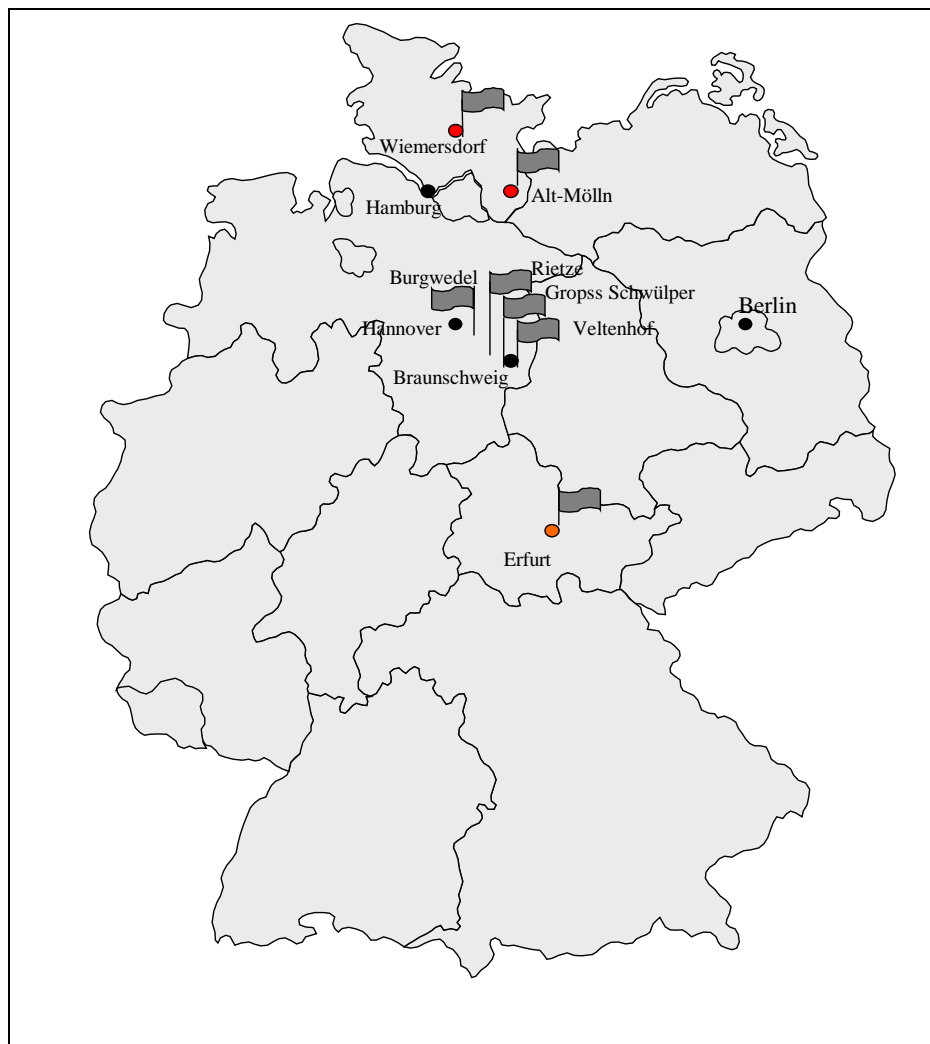 Wiemersdorf
Alt-Mölln
Hamburg
Rietze
Burgwedel
Gropss Schwülper
Berlin
Hannover
Veltenhof
Braunschweig
Erfurt